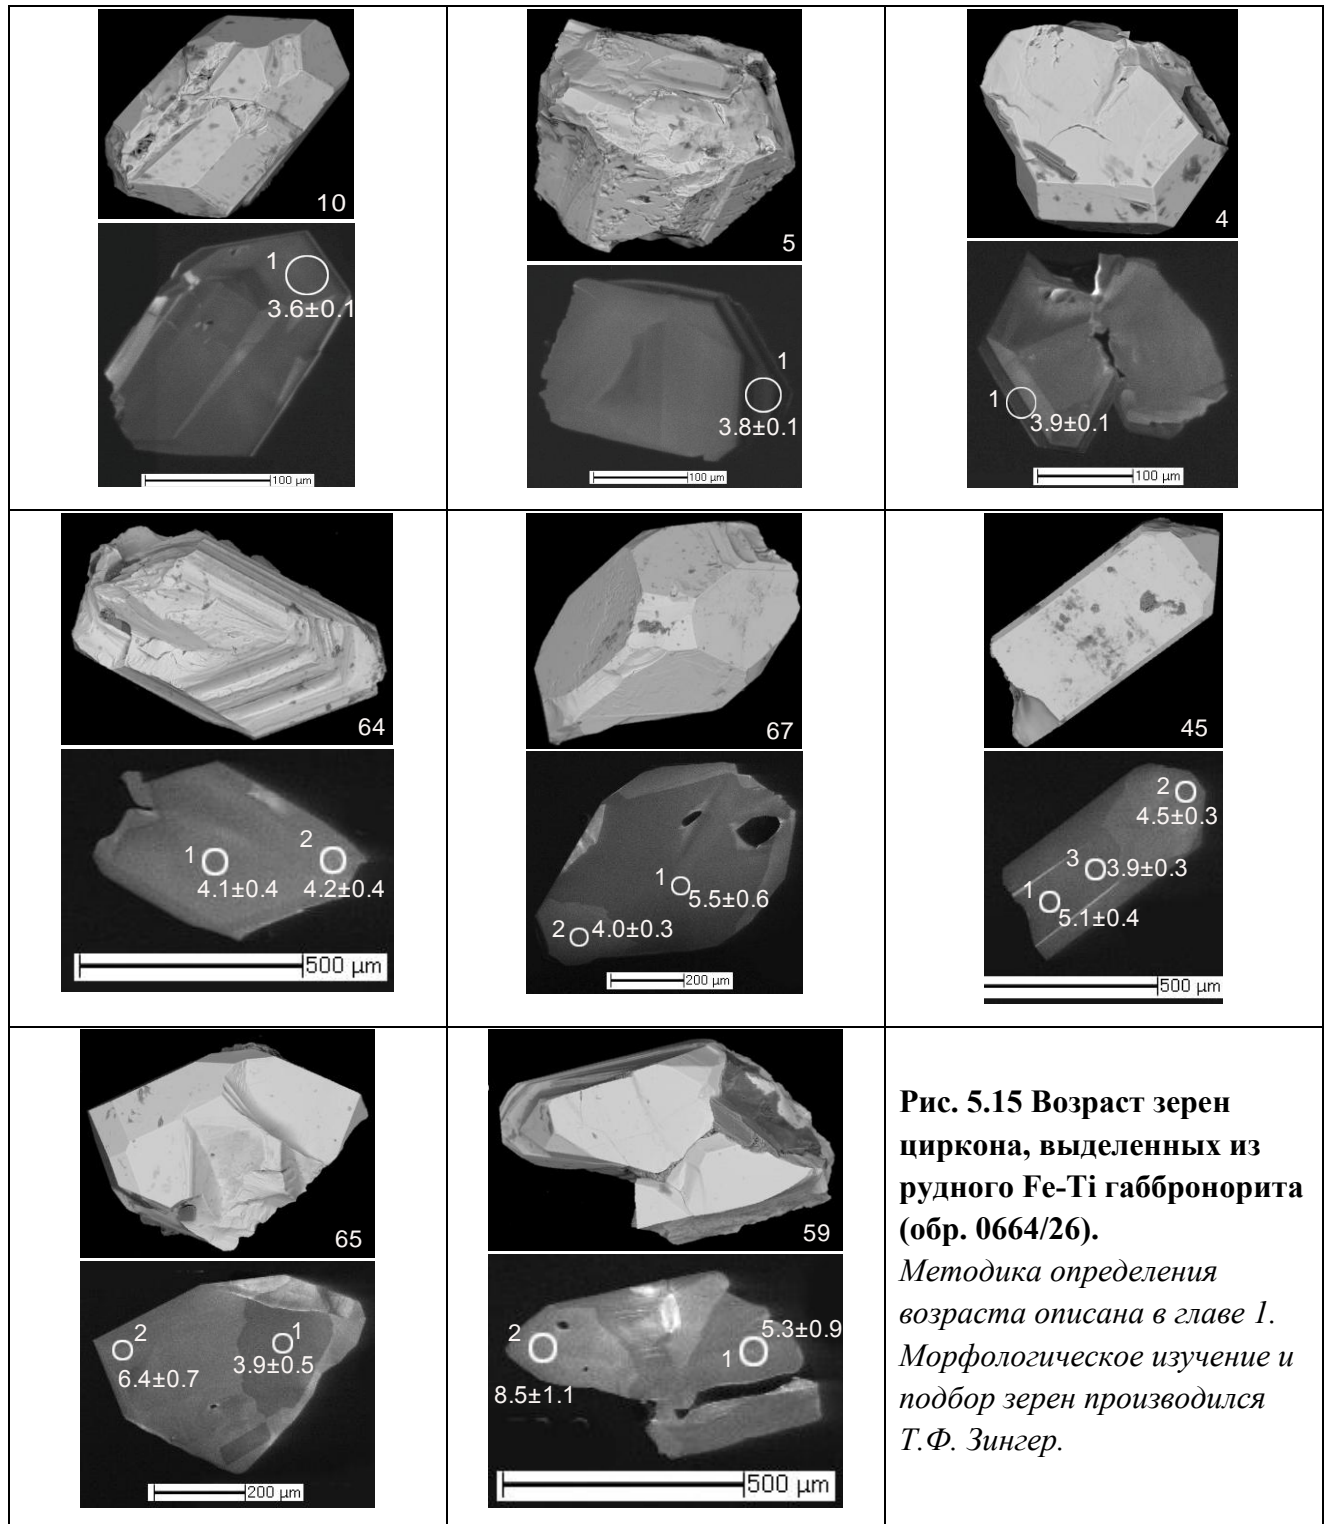 10
1
3.6±0.1
100 µm
5
1
3.8±0.1
100 µm
4
1
3.9±0.1
100 µm
64
1
4.1±0.4
2
4.2±0.4
500 µm
67
1
5.5±0.6
2
4.0±0.3
200 µm
45
2
4.5±0.3
3
3.9±0.3
1
5.1±0.4
500 µm
65
2
6.4±0.7
1
3.9±0.5
200 µm
59
2
8.5±1.1
5.3±0.9
1
500 µm
Рис. 5.15 Возраст зерен
циркона, выделенных из
рудного Fe-Ti габбронорита
(обр. 0664/26).
Методика определения
возраста описана в главе 1.
Морфологическое изучение и
подбор зерен производился
Т.Ф. Зингер.